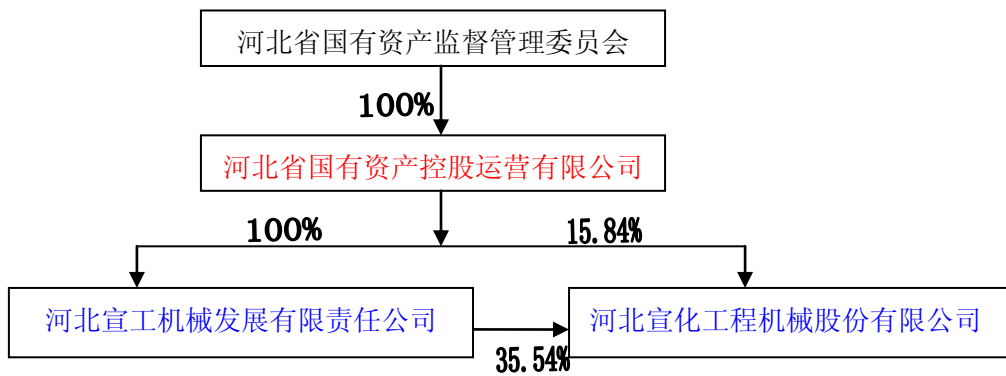 河北省国有资产监督管理委员会
100%
河北省国有资产控股运营有限公司
100%
15.84%
河北宣工机械发展有限责任公司
河北宣化工程机械股份有限公司
35.54%